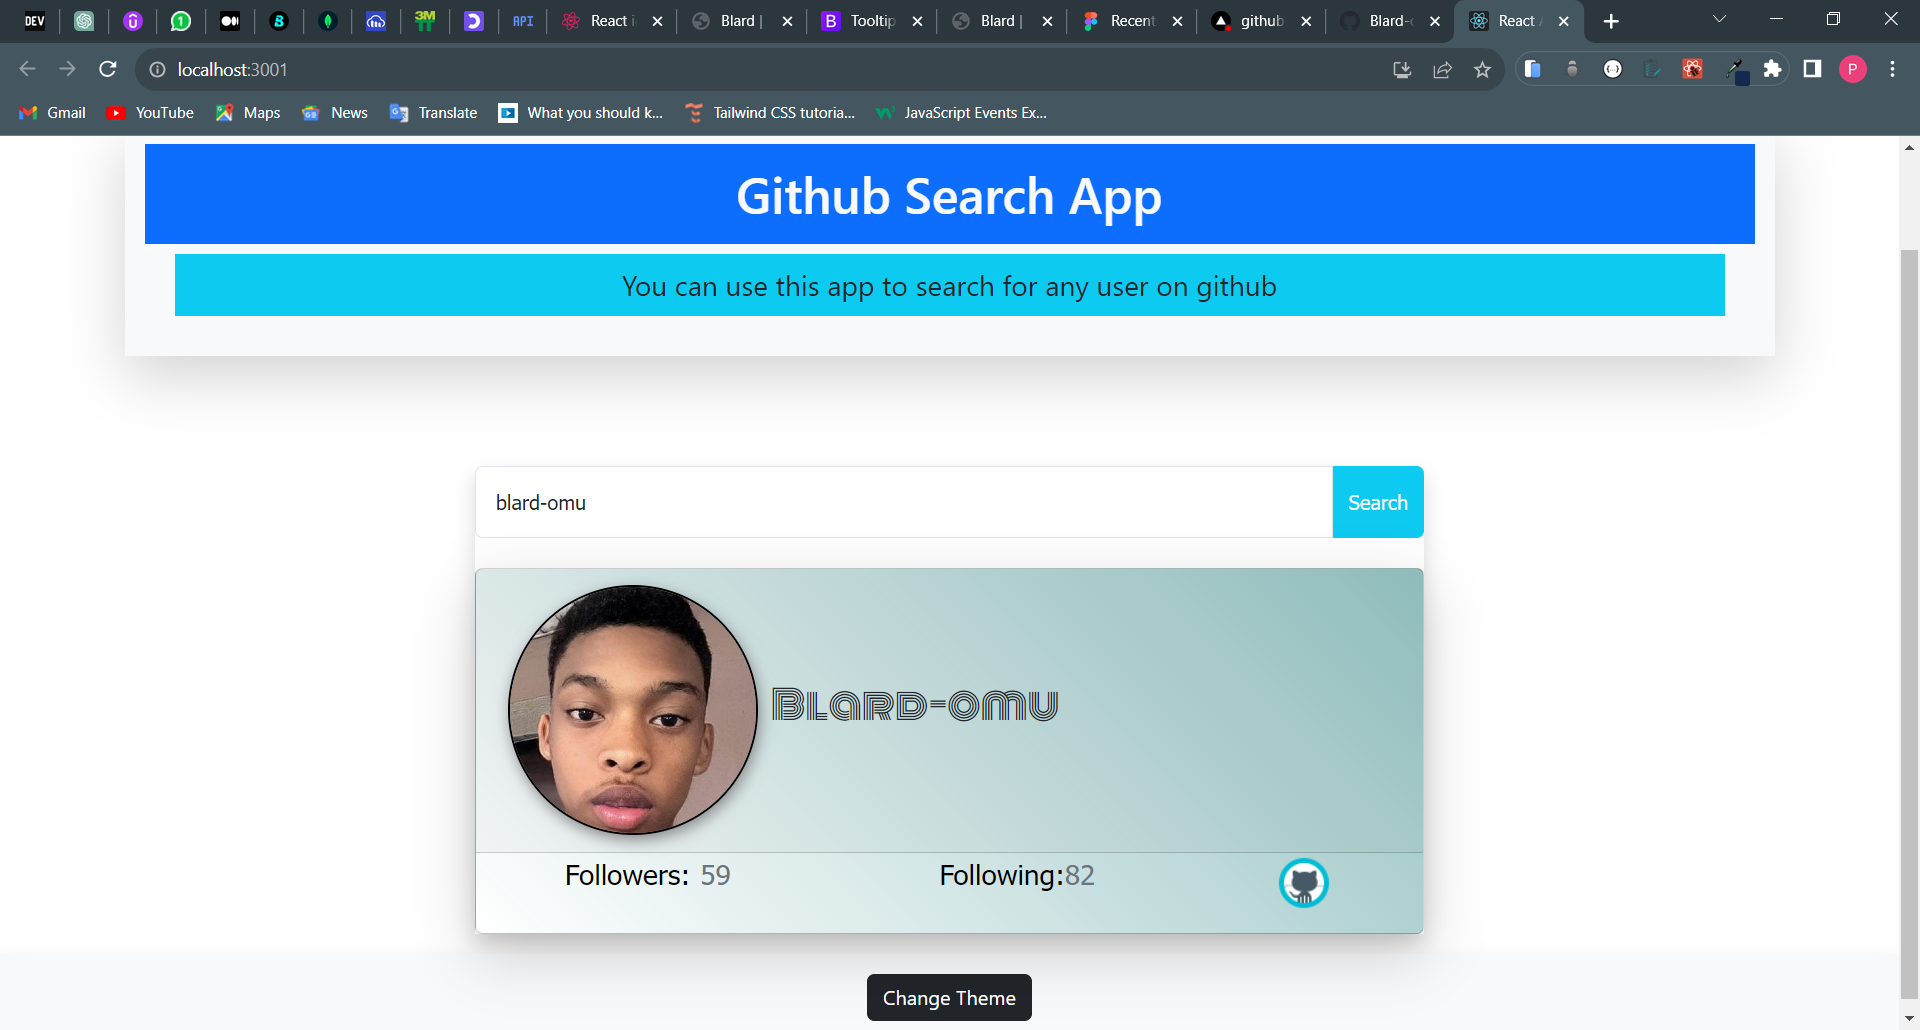 DEV
1
3M
API
React i
Blard |
B
Tooltip
Blard |
Recent
github
Blard-
React
localhost:3001
P
Gmail
YouTube
Maps
News
Translate
What you should k...
Tailwind CSS tutoria...
JavaScript Events Ex...
Github Search App
You can use this app to search for any user on github
blard-omu
Search
Blard-omu
Followers: 59
Following:82
Change Theme